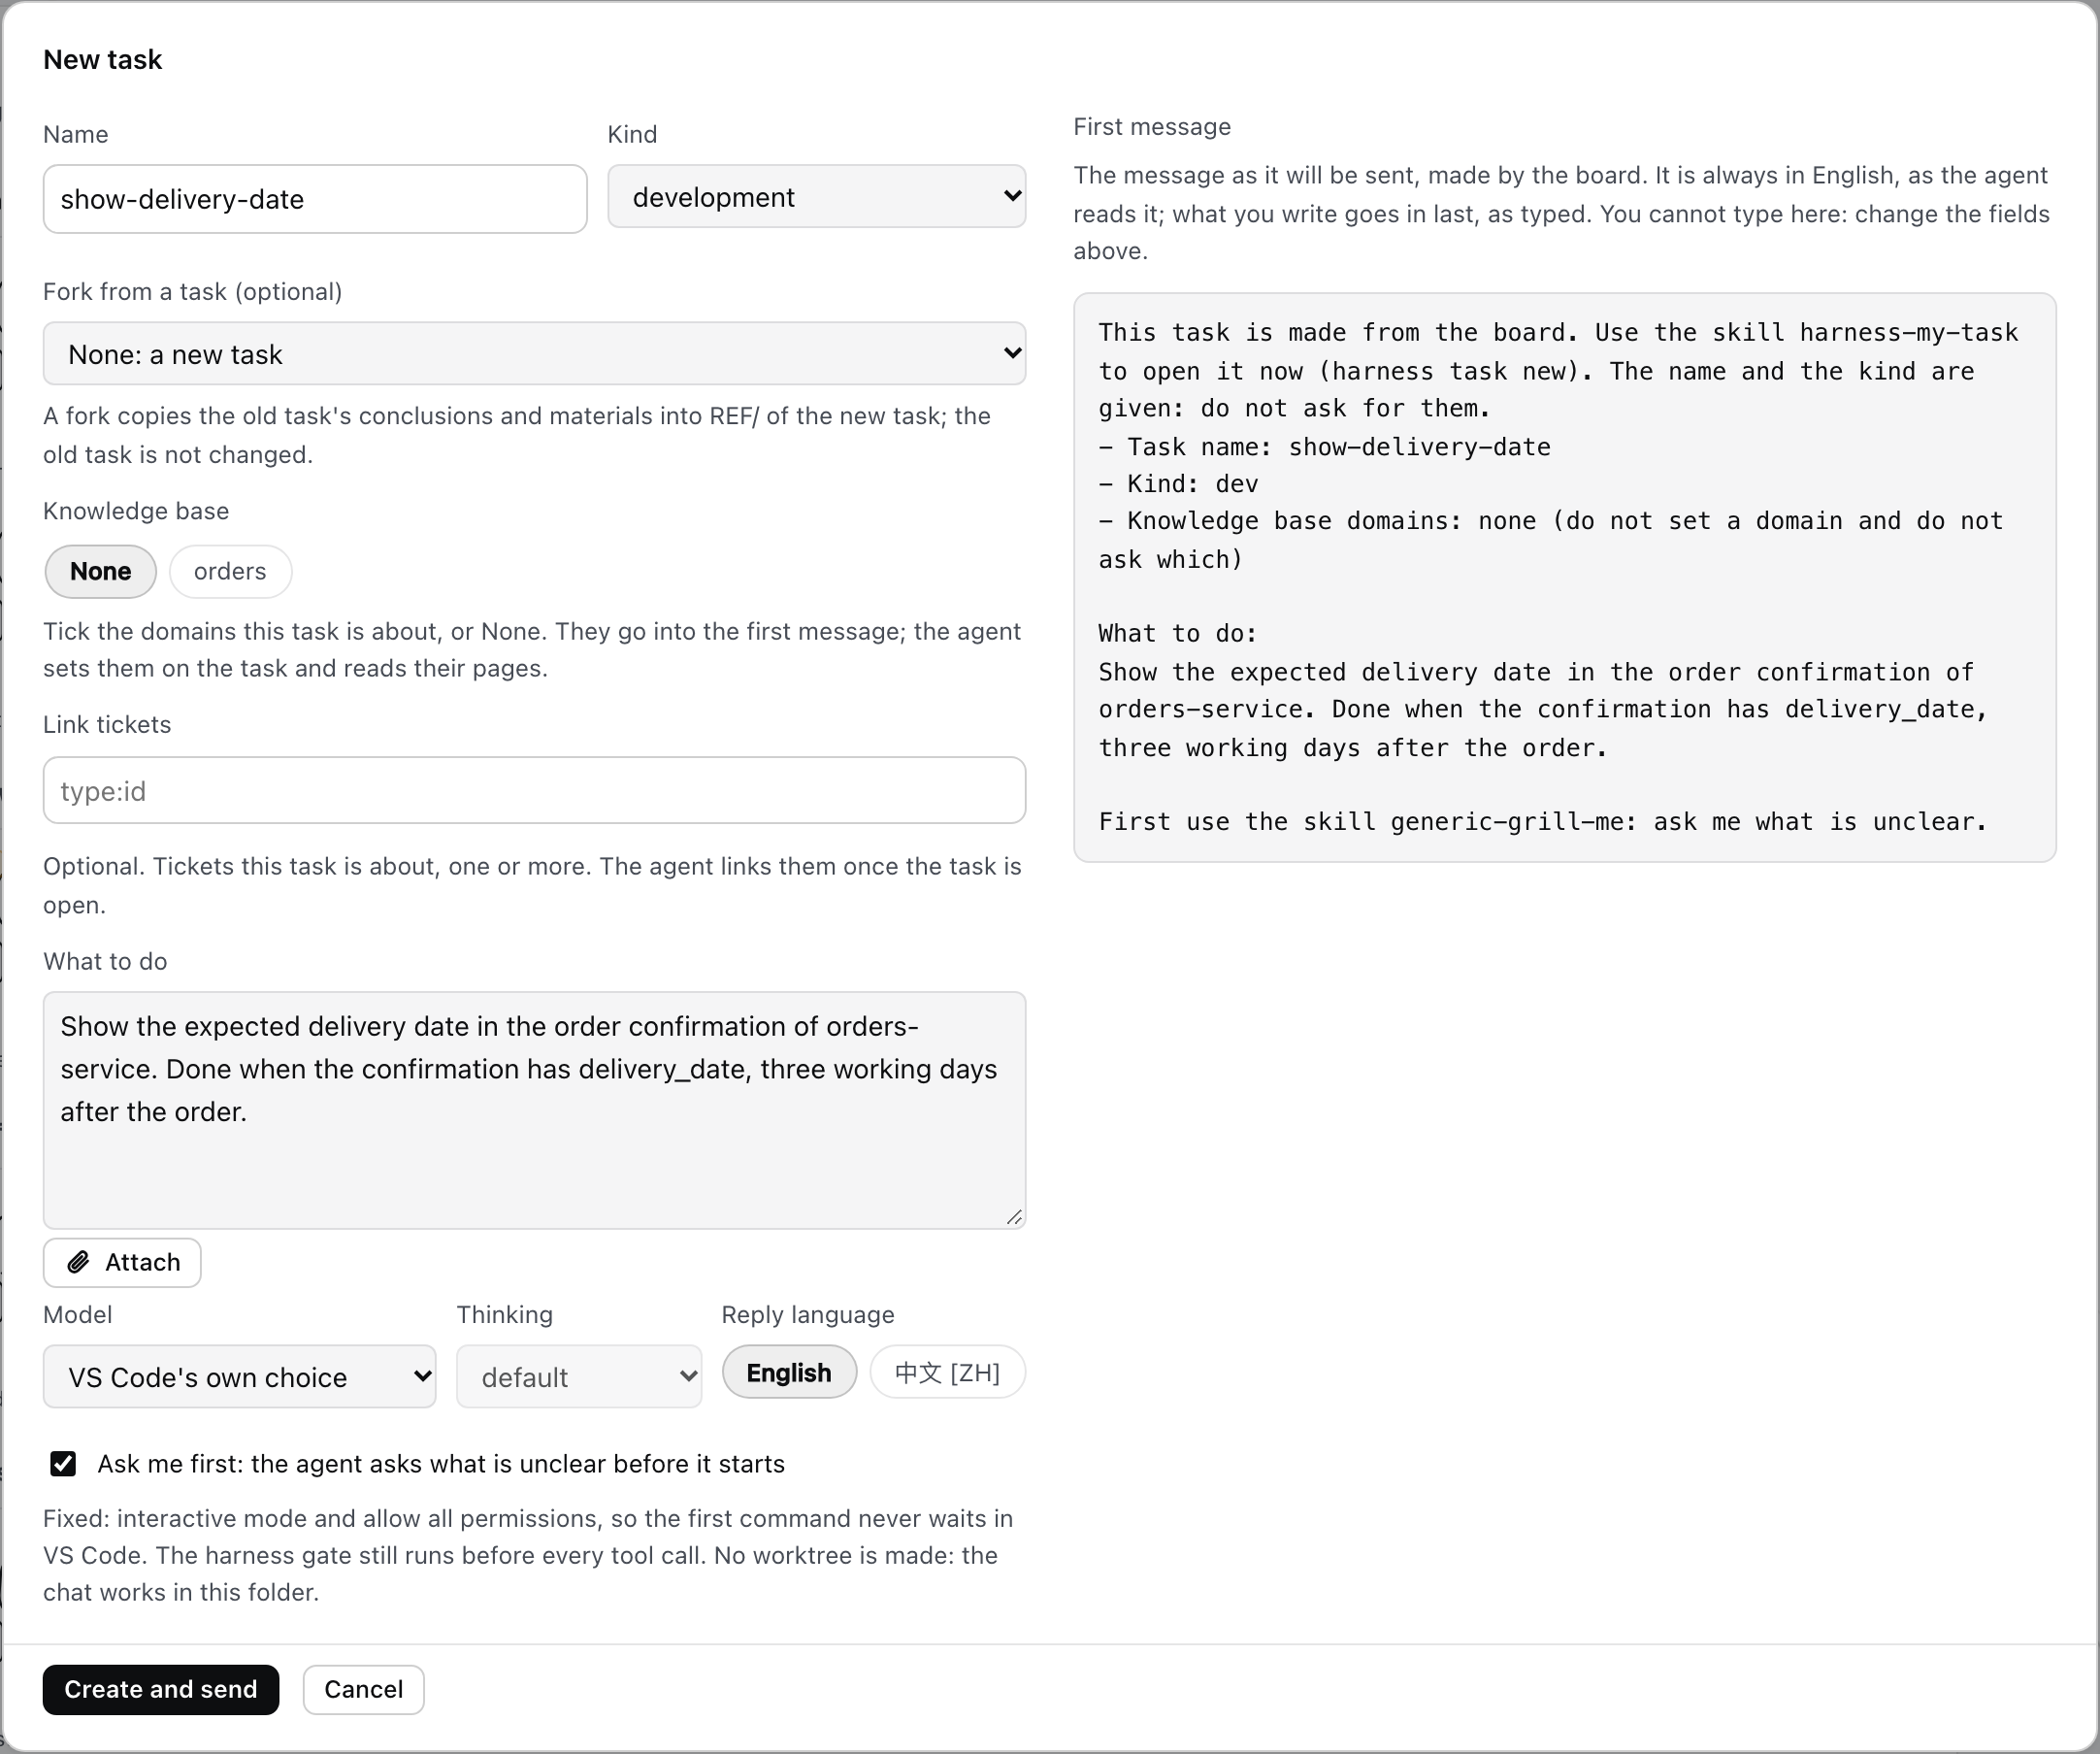 New task
Name
show-delivery-date
Kind
development
Fork from a task (optional)
None: a new task
A fork copies the old task's conclusions and materials into REF/ of the new task; the
old task is not changed.
Knowledge base
None
orders
Tick the domains this task is about, or None. They go into the first message; the agent
sets them on the task and reads their pages.
Link tickets
type:id
Optional. Tickets this task is about, one or more. The agent links them once the task is
open.
What to do
Show the expected delivery date in the order confirmation of orders-
service. Done when the confirmation has delivery_date, three working days
after the order.
Attach
Model
Thinking
Reply language
VS Code's own choice
default
English
中文 [ZH]
Ask me first: the agent asks what is unclear before it starts
Fixed: interactive mode and allow all permissions, so the first command never waits in
VS Code. The harness gate still runs before every tool call. No worktree is made: the
chat works in this folder.
First message
The message as it will be sent, made by the board. It is always in English, as the agent
reads it; what you write goes in last, as typed. You cannot type here: change the fields
above.
This task is made from the board. Use the skill harness-my-task
to open it now (harness task new). The name and the kind are
given: do not ask for them.
- Task name: show-delivery-date
- Kind: dev
- Knowledge base domains: none (do not set a domain and do not
ask which)
What to do:
Show the expected delivery date in the order confirmation of
orders-service. Done when the confirmation has delivery_date,
three working days after the order.
First use the skill generic-grill-me: ask me what is unclear.
Create and send
Cancel